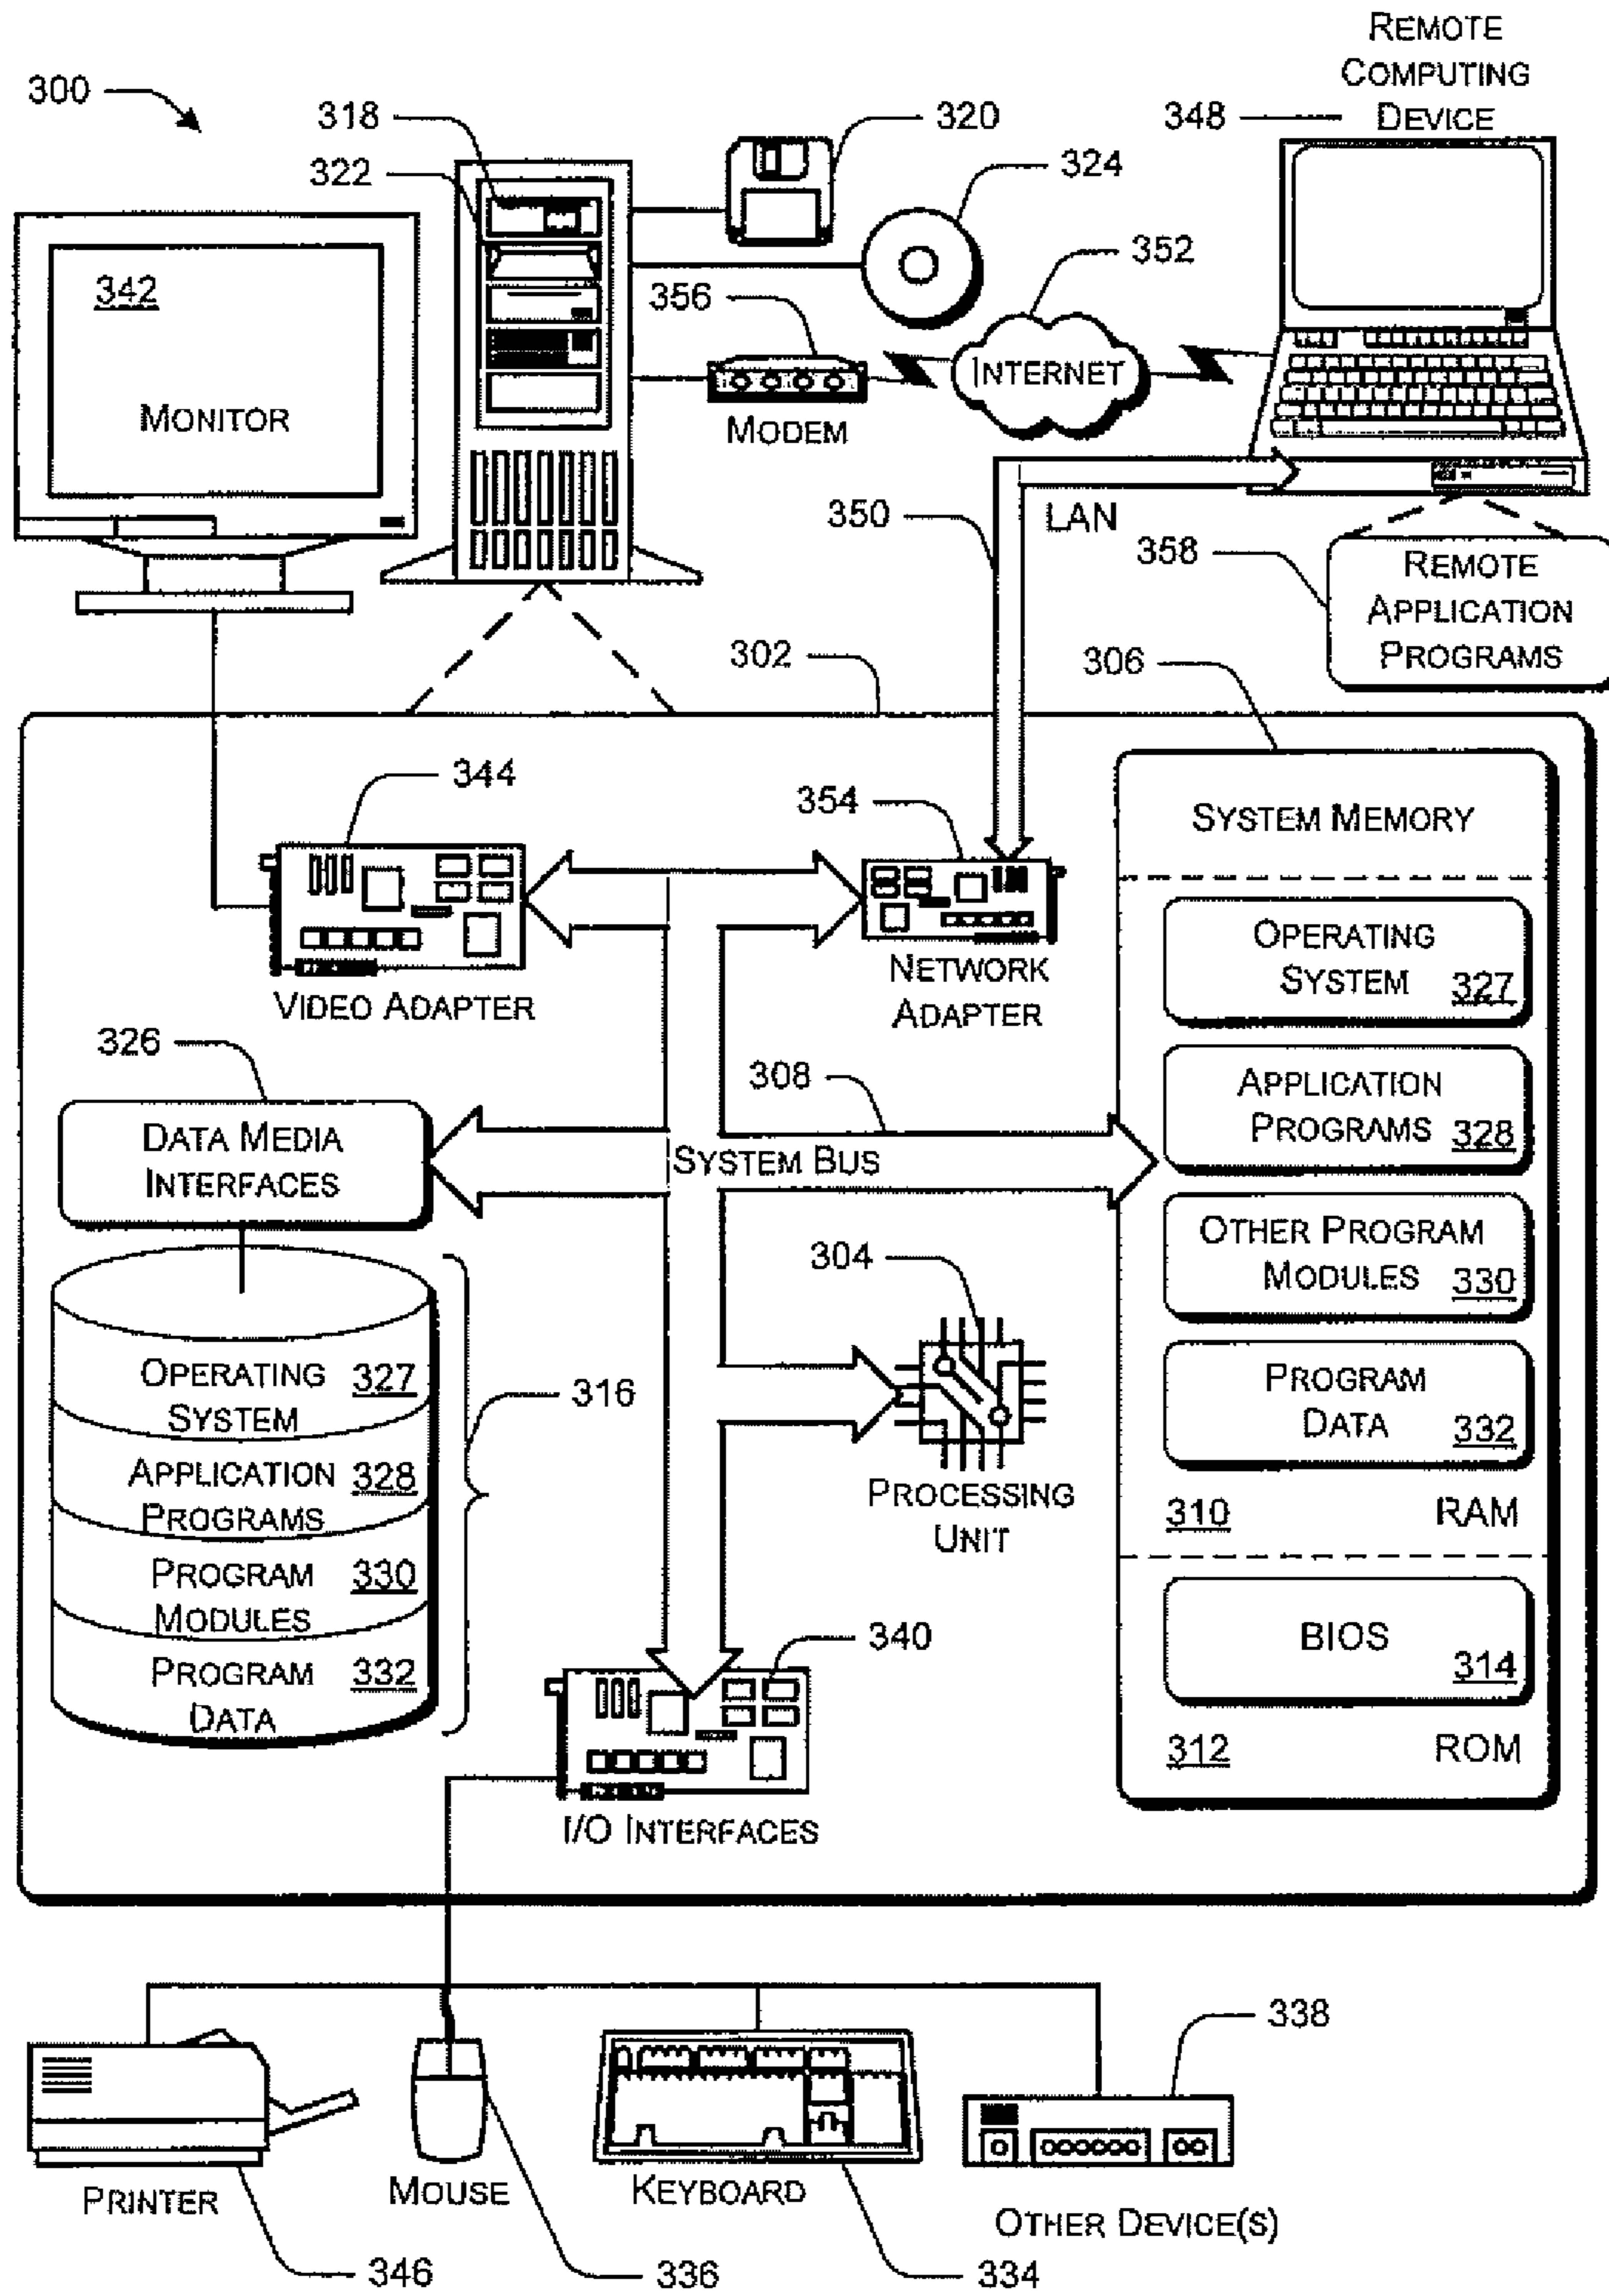 REMOTE
COMPUTING
DEVICE
300
318
320
348
322
324
352
342
356
INTERNET
MONITOR
MODEM
350
LAN
358
REMOTE
APPLICATION
PROGRAMS
302
306
344
354
SYSTEM MEMORY
OPERATING
SYSTEM 327
NETWORK
ADAPTER
VIDEO ADAPTER
326
308
APPLICATION
PROGRAMS 328
DATA MEDIA
INTERFACES
SYSTEM BUS
OTHER PROGRAM
MODULES 330
304
OPERATING 327
SYSTEM
316
PROGRAM
DATA 332
APPLICATION 328
PROGRAMS
PROCESSING
UNIT
310 RAM
PROGRAM 330
MODULES
340
BIOS
314
PROGRAM 332
DATA
312 ROM
I/O INTERFACES
338
PRINTER
MOUSE
KEYBOARD
OTHER DEVICE(S)
346
336
334